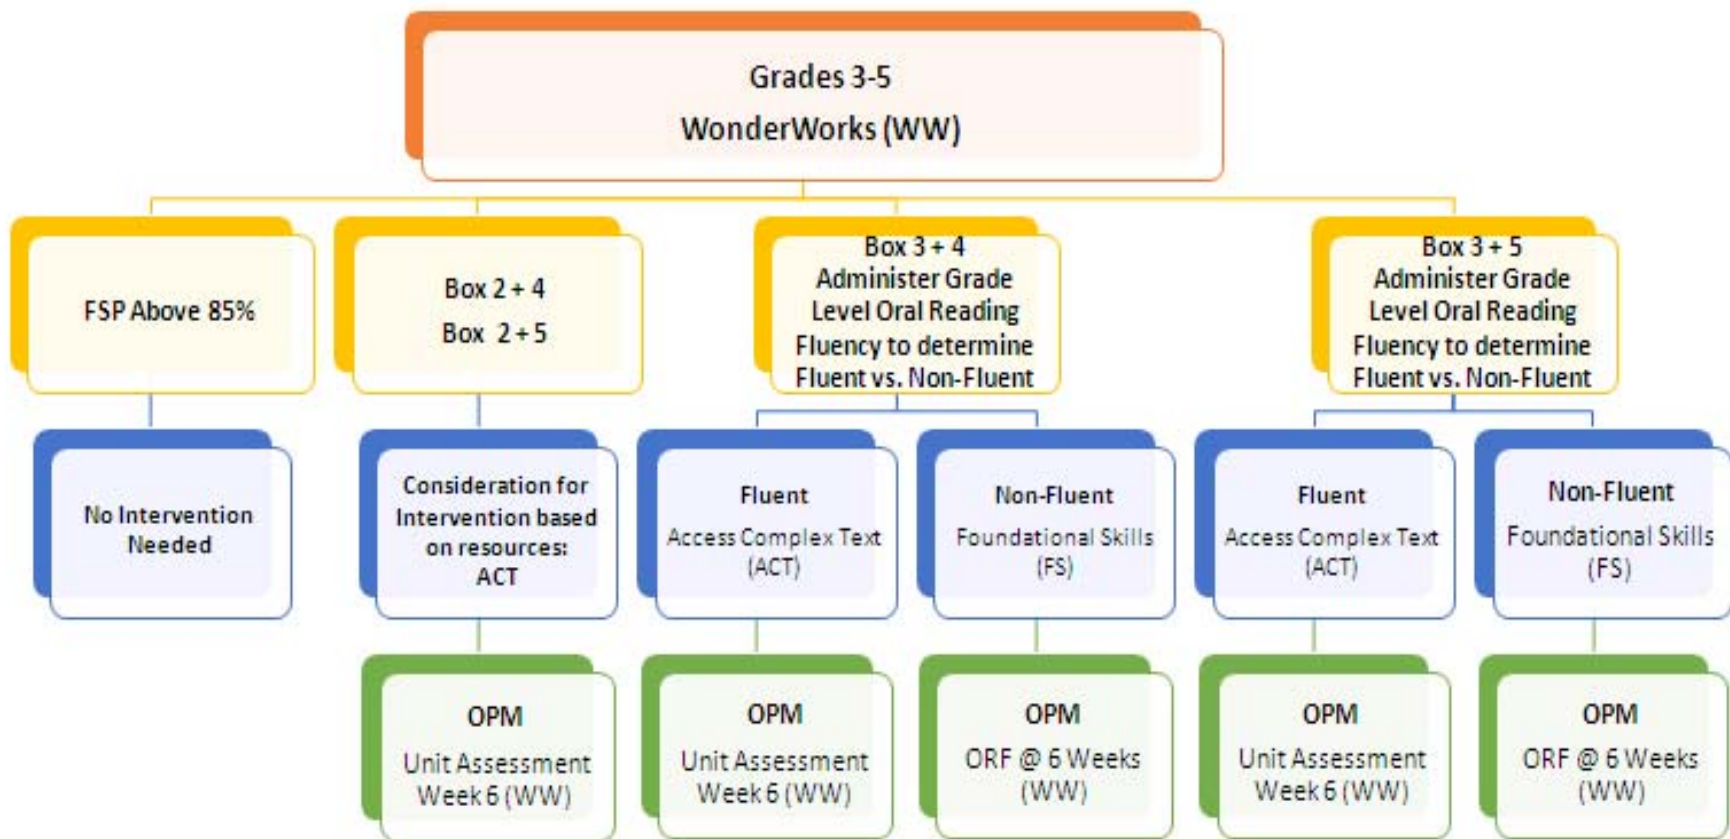 Grades 3-5
WonderWorks (WW)
FSP Above 85%
Box 2 + 4
Box 2 + 5
Box 3 + 4
Administer Grade
Level Oral Reading
Fluency to determine
Fluent vs. Non-Fluent
Box 3 + 5
Administer Grade
Level Oral Reading
Fluency to determine
Fluent vs. Non-Fluent
No Intervention
Needed
Consideration for
Intervention based
on resources:
ACT
Fluent
Access Complex Text
(ACT)
Non-Fluent
Foundational Skills
(FS)
Fluent
Access Complex Text
(ACT)
Non-Fluent
Foundational Skills
(FS)
OPM
Unit Assessment
Week 6 (WW)
OPM
Unit Assessment
Week 6 (WW)
OPM
ORF @ 6 Weeks
(WW)
OPM
Unit Assessment
Week 6 (WW)
OPM
ORF @ 6 Weeks
(WW)